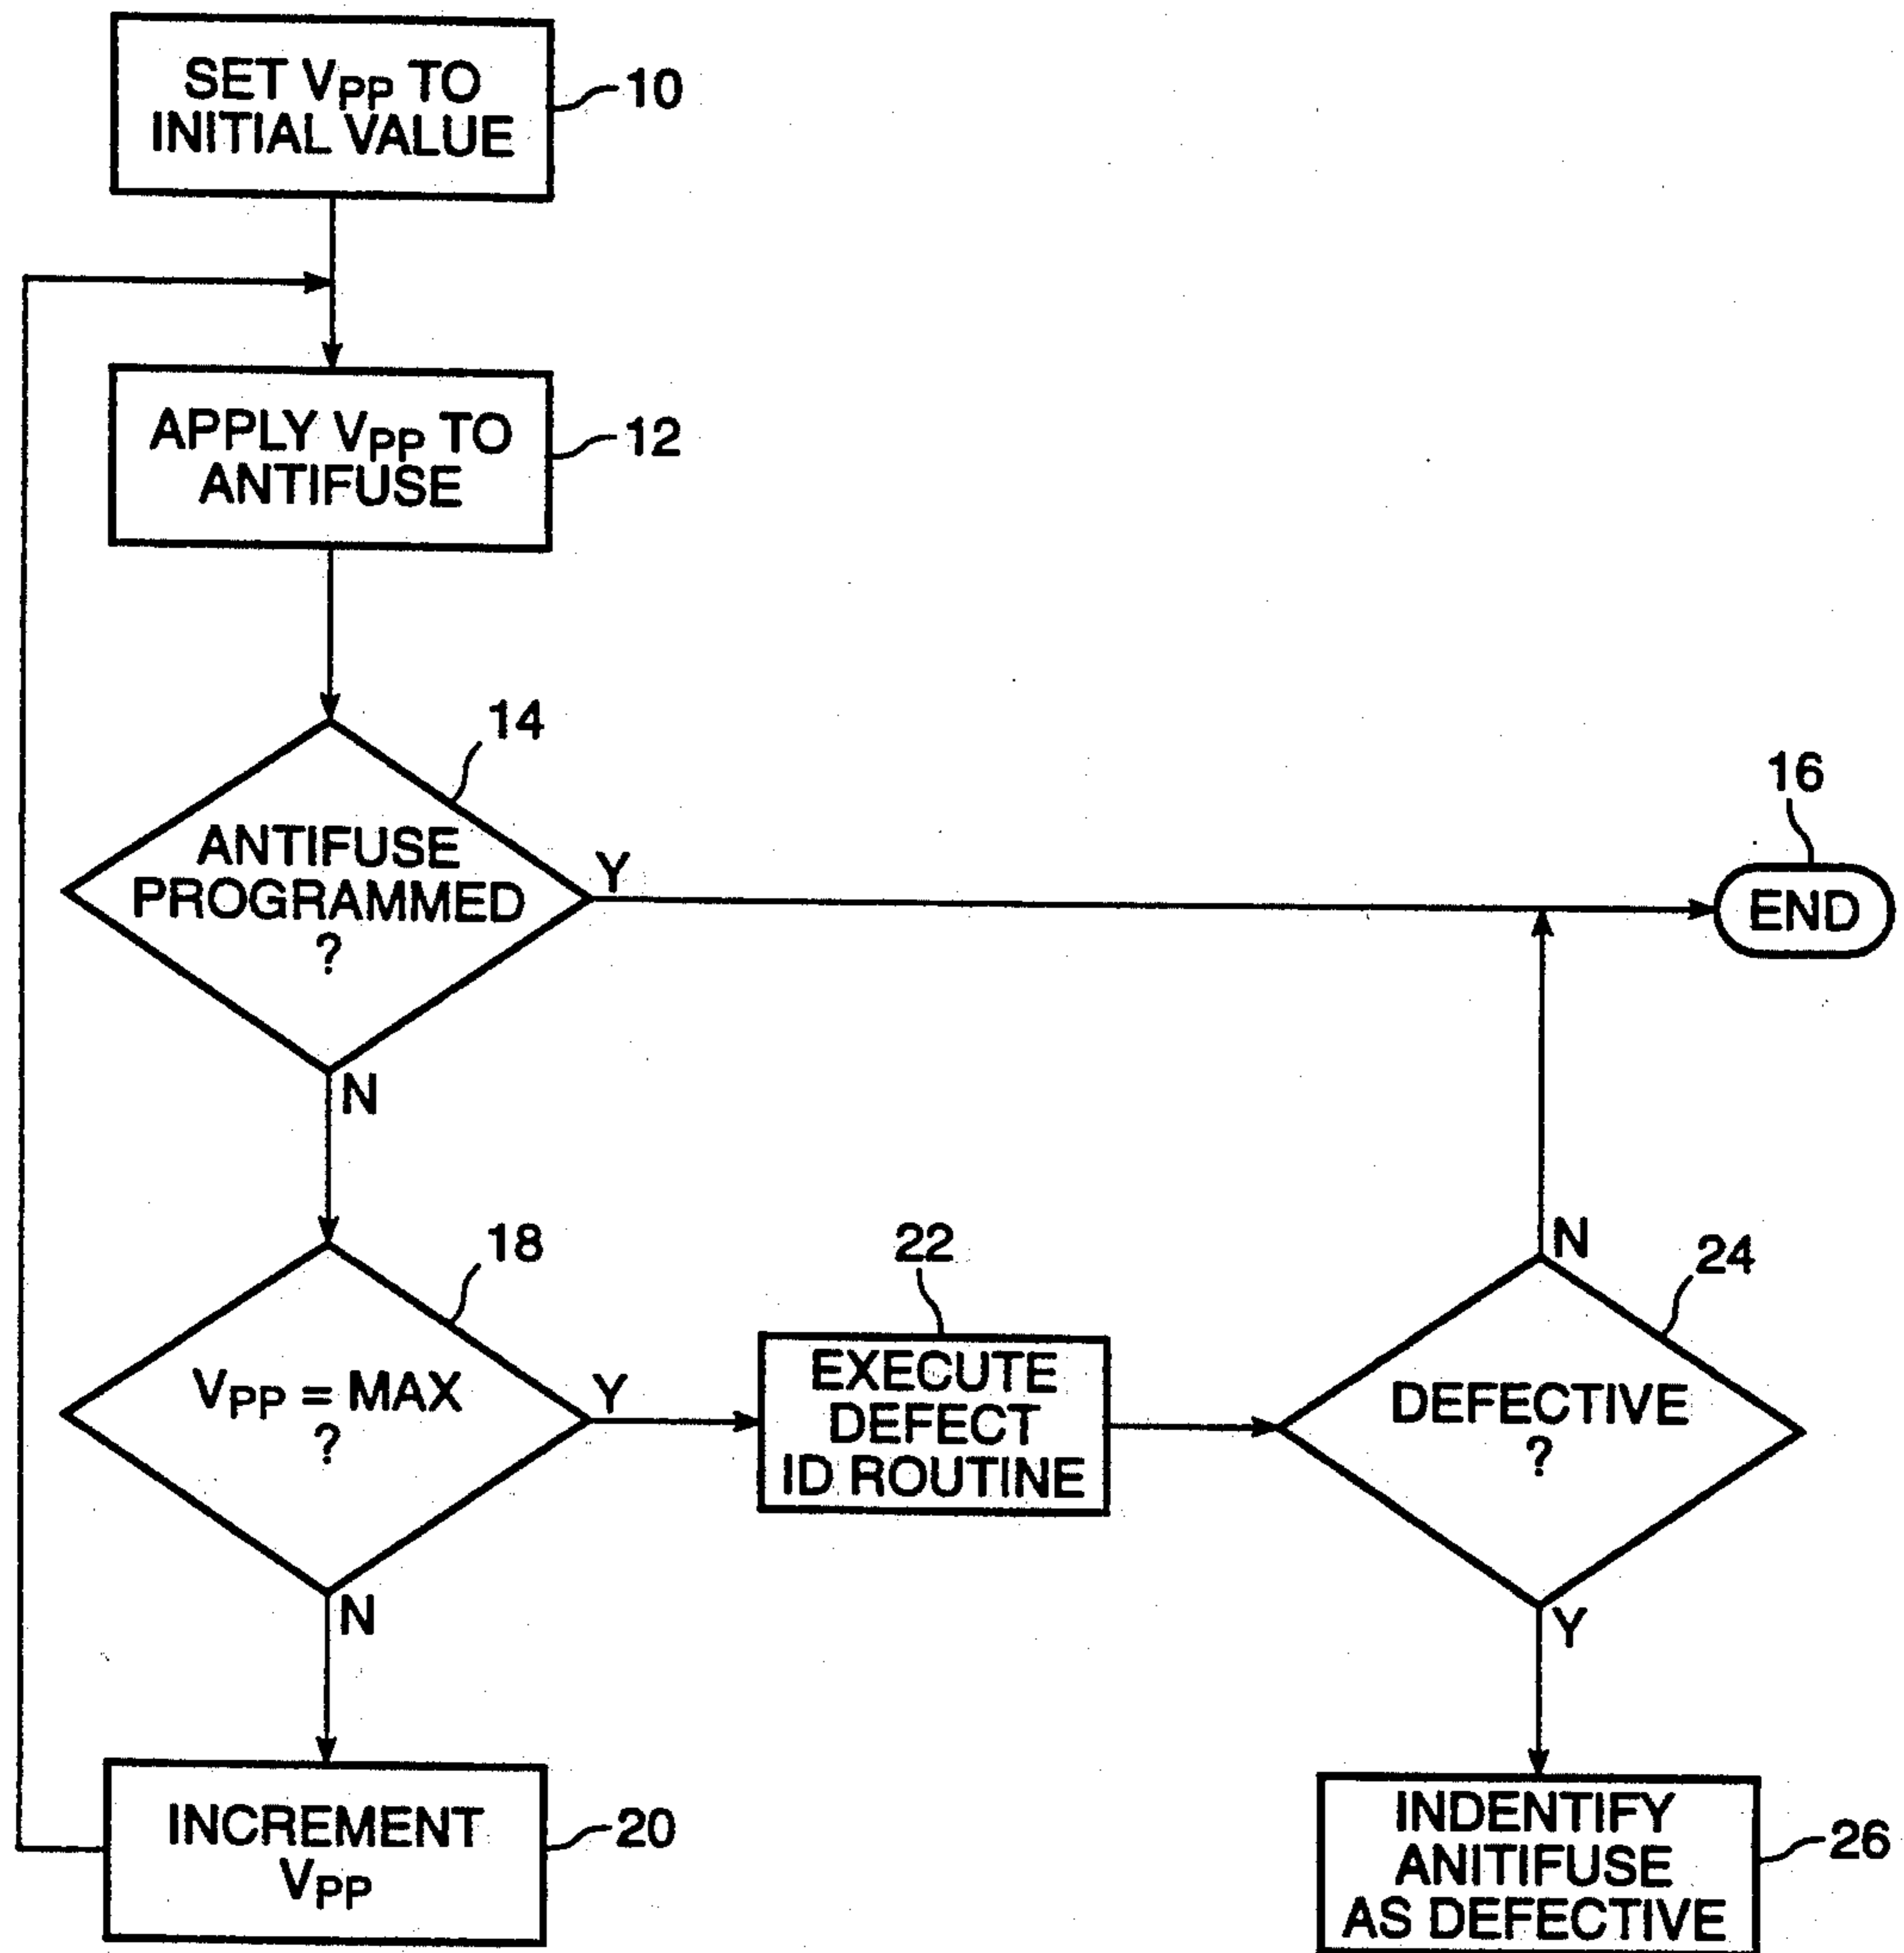 SET VPP TO
INITIAL VALUE
10
APPLY VPP TO
ANTIFUSE
12
14
ANTIFUSE
PROGRAMMED
?
Y
N
16
END
18
VPP = MAX
?
Y
N
22
EXECUTE
DEFECT
ID ROUTINE
N
24
DEFECTIVE
?
Y
INCREMENT
VPP
20
INDENTIFY
ANITIFUSE
AS DEFECTIVE
26